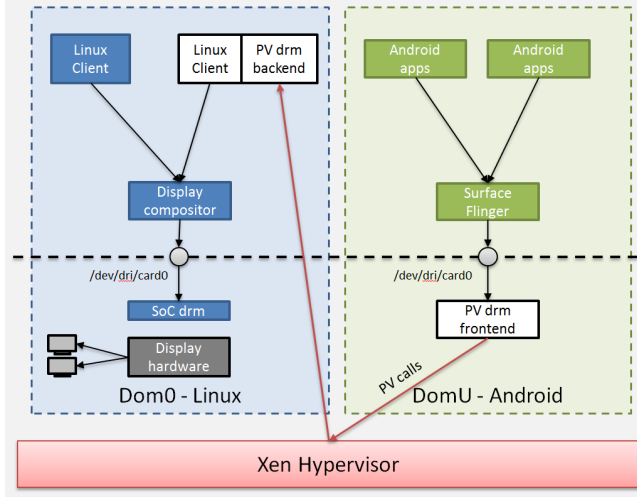 Linux
Client
Linux
Client
PV drm
backend
Android
apps
Android
apps
Display
compositor
Surface
Flinger
/dev/dri/card0
/dev/dri/card0
SoC drm
PV drm
frontend
Display
hardware
PV calls
Dom0 - Linux
DomU - Android
Xen Hypervisor